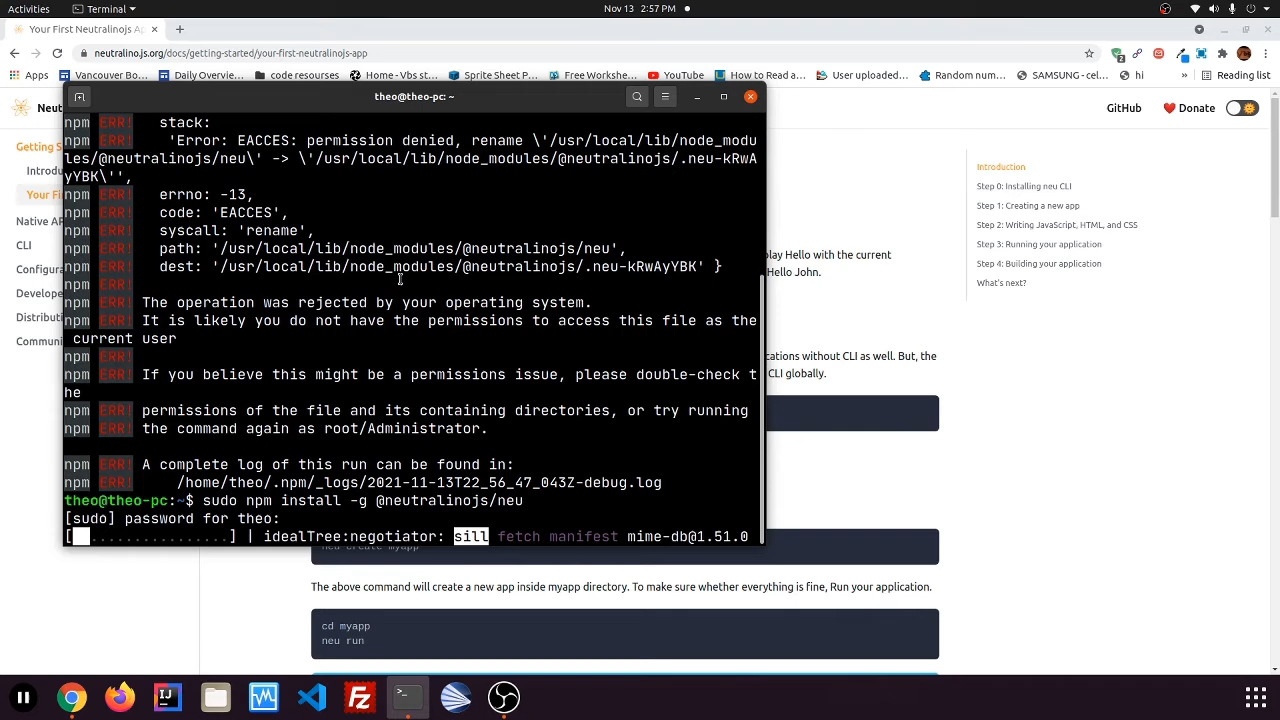 Activities
Terminal
Nov 13 2:57 PM
Your First Neutralinojs Ap
neutralino.js.org/docs/getting-started/your-first-neutralinojs-app
Apps
Vancouver Bo...
Daily Overvie...
code resourses
Home - Vbs st...
Sprite Sheet P...
Free Workshe...
YouTube
How to Read a...
User uploaded...
Random num...
SAMSUNG - cel...
hi
»
Reading list
theo@theo-pc: ~
Neut
GitHub
Donate
Getting S
Introdu
Your Fir
Native AP
CLI
Configura
Develope
Distributi
Communi
npm ERR!   stack:
npm ERR!    'Error: EACCES: permission denied, rename \'/usr/local/lib/node_modu
les/@neutralinojs/neu\' -> \'/usr/local/lib/node_modules/@neutralinojs/.neu-kRwA
yYBK\'',
npm ERR!   errno: -13,
npm ERR!   code: 'EACCES',
npm ERR!   syscall: 'rename',
npm ERR!   path: '/usr/local/lib/node_modules/@neutralinojs/neu',
npm ERR!   dest: '/usr/local/lib/node_modules/@neutralinojs/.neu-kRwAyYBK' }
npm ERR!
npm ERR! The operation was rejected by your operating system.
npm ERR! It is likely you do not have the permissions to access this file as the
 current user
npm ERR!
npm ERR! If you believe this might be a permissions issue, please double-check t
he
npm ERR! permissions of the file and its containing directories, or try running
npm ERR! the command again as root/Administrator.
npm ERR! A complete log of this run can be found in:
npm ERR!     /home/theo/.npm/_logs/2021-11-13T22_56_47_043Z-debug.log
theo@theo-pc:~$ sudo npm install -g @neutralinojs/neu
[sudo] password for theo:
[  ................] | idealTree:negotiator: sill fetch manifest mime-db@1.51.0
play Hello with the current
Hello John.
cations without CLI as well. But, the
CLI globally.
neu create myapp
The above command will create a new app inside myapp directory. To make sure whether everything is fine, Run your application.
cd myapp
neu run
Introduction
Step 0: Installing neu CLI
Step 1: Creating a new app
Step 2: Writing JavaScript, HTML, and CSS
Step 3: Running your application
Step 4: Building your application
What's next?